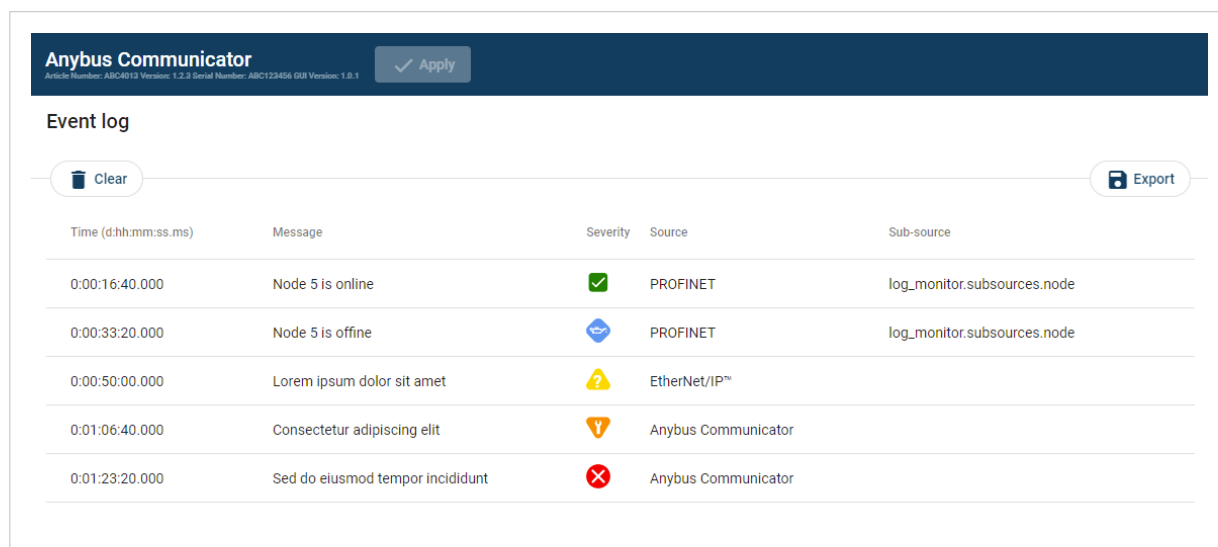 Anybus Communicator
Article Number: ABC4013 Version: 1.2.3 Serial Number: ABC123456 GUI Version: 1.0.1
Apply
Event log
Clear
Export
Time (d:hh:mm:ss.ms) Message Severity Source Sub-source
0:00:16:40.000 Node 5 is online PROFINET log_monitor.subsources.node
0:00:33:20.000 Node 5 is offine PROFINET log_monitor.subsources.node
0:00:50:00.000 Lorem ipsum dolor sit amet EtherNet/IP™
0:01:06:40.000 Consectetur adipiscing elit Anybus Communicator
0:01:23:20.000 Sed do eiusmod tempor incididunt Anybus Communicator